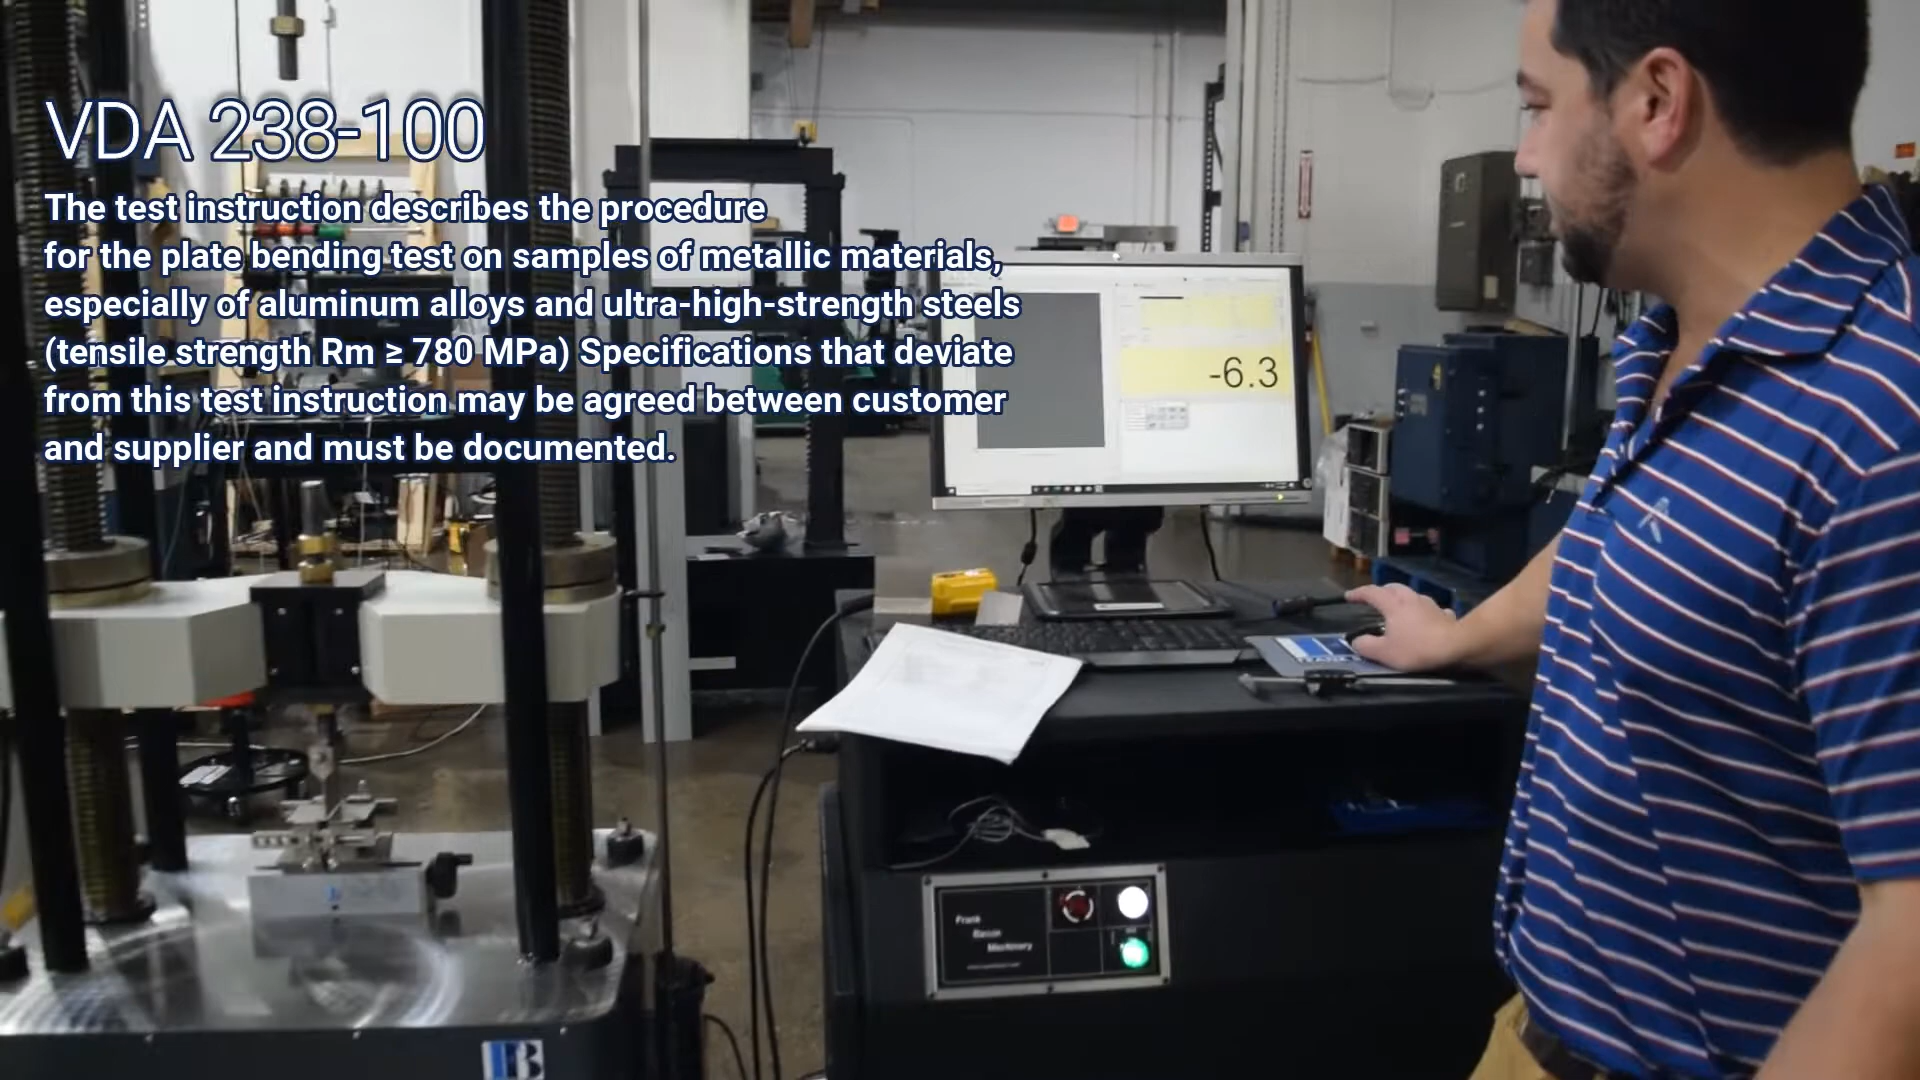 VDA 238-100
The test instruction describes the procedure
for the plate bending test on samples of metallic materials,
especially of aluminum alloys and ultra-high-strength steels
(tensile strength Rm ≥ 780 MPa) Specifications that deviate
from this test instruction may be agreed between customer
and supplier and must be documented.
-6.3
Frank
Bacon
Machinery
B